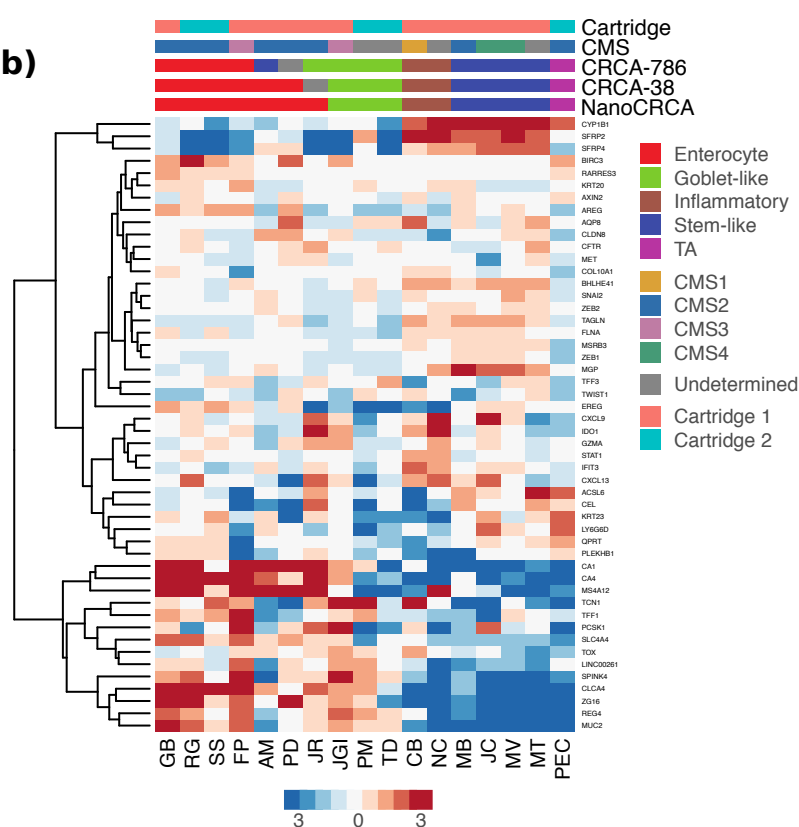 b)
Cartridge
CMS
CRCA-786
CRCA-38
NanoCRCA
CYP1B1
SFRP2
SFRP4
BIRC3
RARRES3
KRT20
AXIN2
AREG
AQP8
CLDN8
CFTR
MET
COL10A1
BHLHE41
SNAI2
ZEB2
TAGLN
FLNA
MSRB3
ZEB1
MGP
TFF3
TWIST1
EREG
CXCL9
IDO1
GZMA
STAT1
IFIT3
CXCL13
ACSL6
CEL
KRT23
LY6G6D
QPRT
PLEKHB1
CA1
CA4
MS4A12
TCN1
TFF1
PCSK1
SLC4A4
TOX
LINC00261
SPINK4
CLCA4
ZG16
REG4
MUC2
Enterocyte
Goblet-like
Inflammatory
Stem-like
TA
CMS1
CMS2
CMS3
CMS4
Undetermined
Cartridge 1
Cartridge 2
GB RG SS FP AM PD JR JGI PM TD CB NC MB JC MV MT PEC
3 0 3